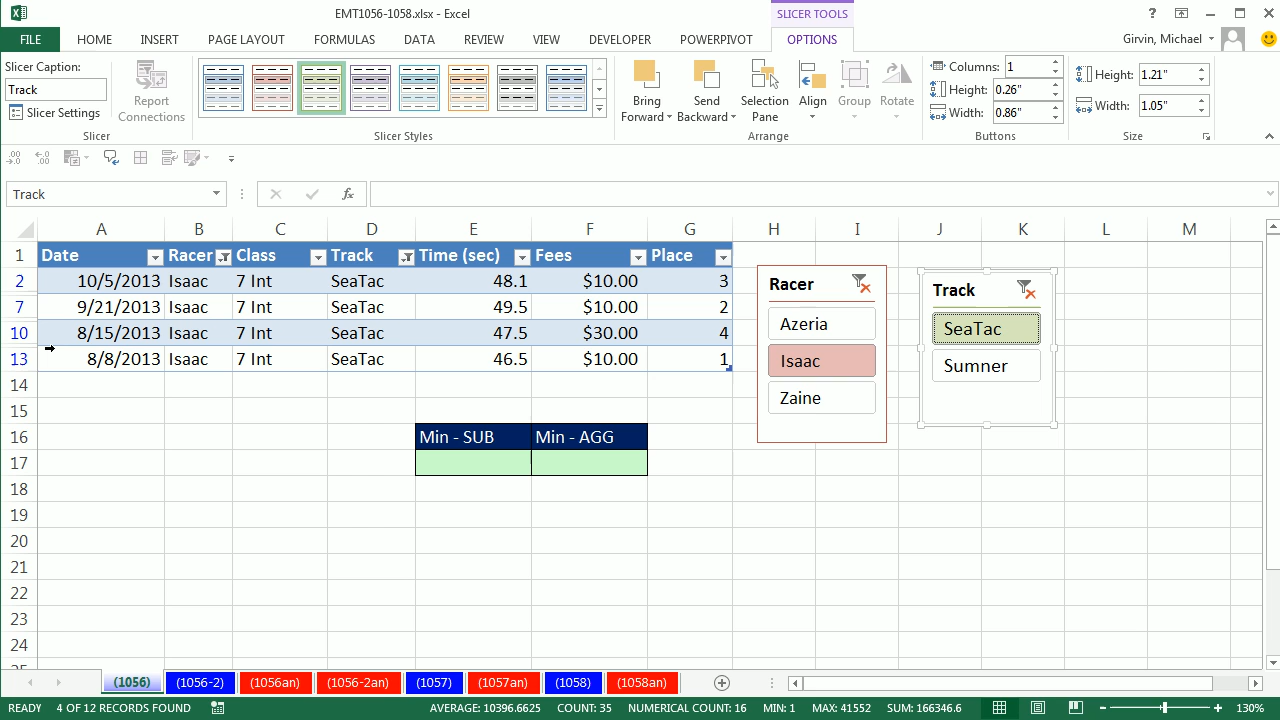 EMT1056-1058.xlsx - Excel
SLICER TOOLS
?
FILE HOME INSERT PAGE LAYOUT FORMULAS DATA REVIEW VIEW DEVELOPER POWERPIVOT OPTIONS Girvin, Michael
Slicer Caption:
Track
Slicer Settings
Report Connections
Slicer
Slicer Styles
Bring Forward
Send Backward
Selection Pane
Align
Group
Rotate
Arrange
Columns: 1
Height: 0.26"
Width: 0.86"
Buttons
Height: 1.21"
Width: 1.05"
Size
Track
fx
A B C D E F G H I J K L M
1 Date Racer Class Track Time (sec) Fees Place
2 10/5/2013 Isaac 7 Int SeaTac 48.1 $10.00 3
7 9/21/2013 Isaac 7 Int SeaTac 49.5 $10.00 2
10 8/15/2013 Isaac 7 Int SeaTac 47.5 $30.00 4
13 8/8/2013 Isaac 7 Int SeaTac 46.5 $10.00 1
14
15
16 Min - SUB Min - AGG
17
18
19
20
21
22
23
24
Racer
Azeria
Isaac
Zaine
Track
SeaTac
Sumner
(1056) (1056-2) (1056an) (1056-2an) (1057) (1057an) (1058) (1058an)
READY 4 OF 12 RECORDS FOUND AVERAGE: 10396.6625 COUNT: 35 NUMERICAL COUNT: 16 MIN: 1 MAX: 41552 SUM: 166346.6 130%